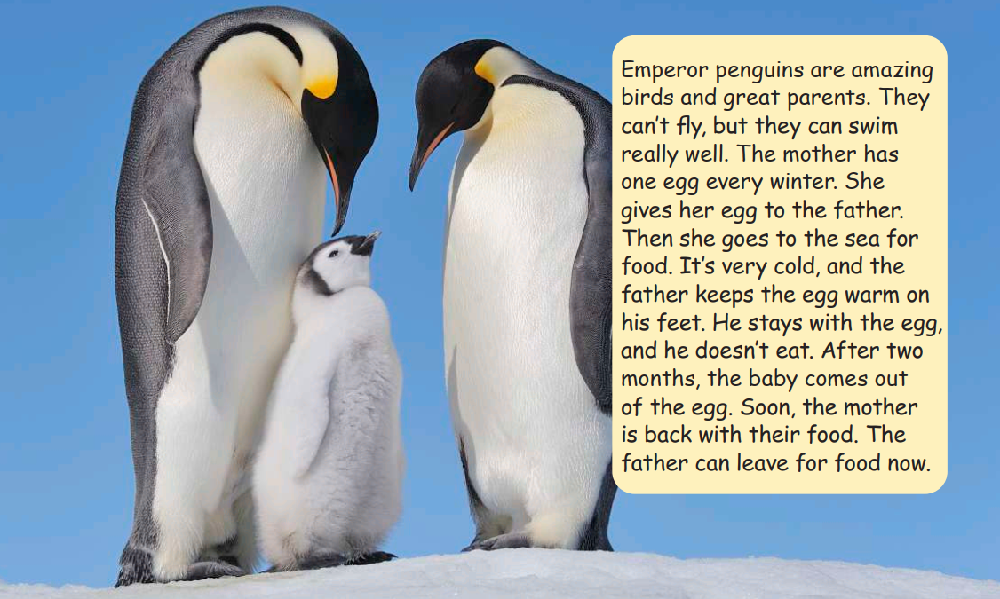 Emperor penguins are amazing
birds and great parents. They
can't fly, but they can swim
really well. The mother has
one egg every winter. She
gives her egg to the father.
Then she goes to the sea for
food. It's very cold, and the
father keeps the egg warm on
his feet. He stays with the egg,
and he doesn't eat. After two
months, the baby comes out
of the egg. Soon, the mother
is back with their food. The
father can leave for food now.